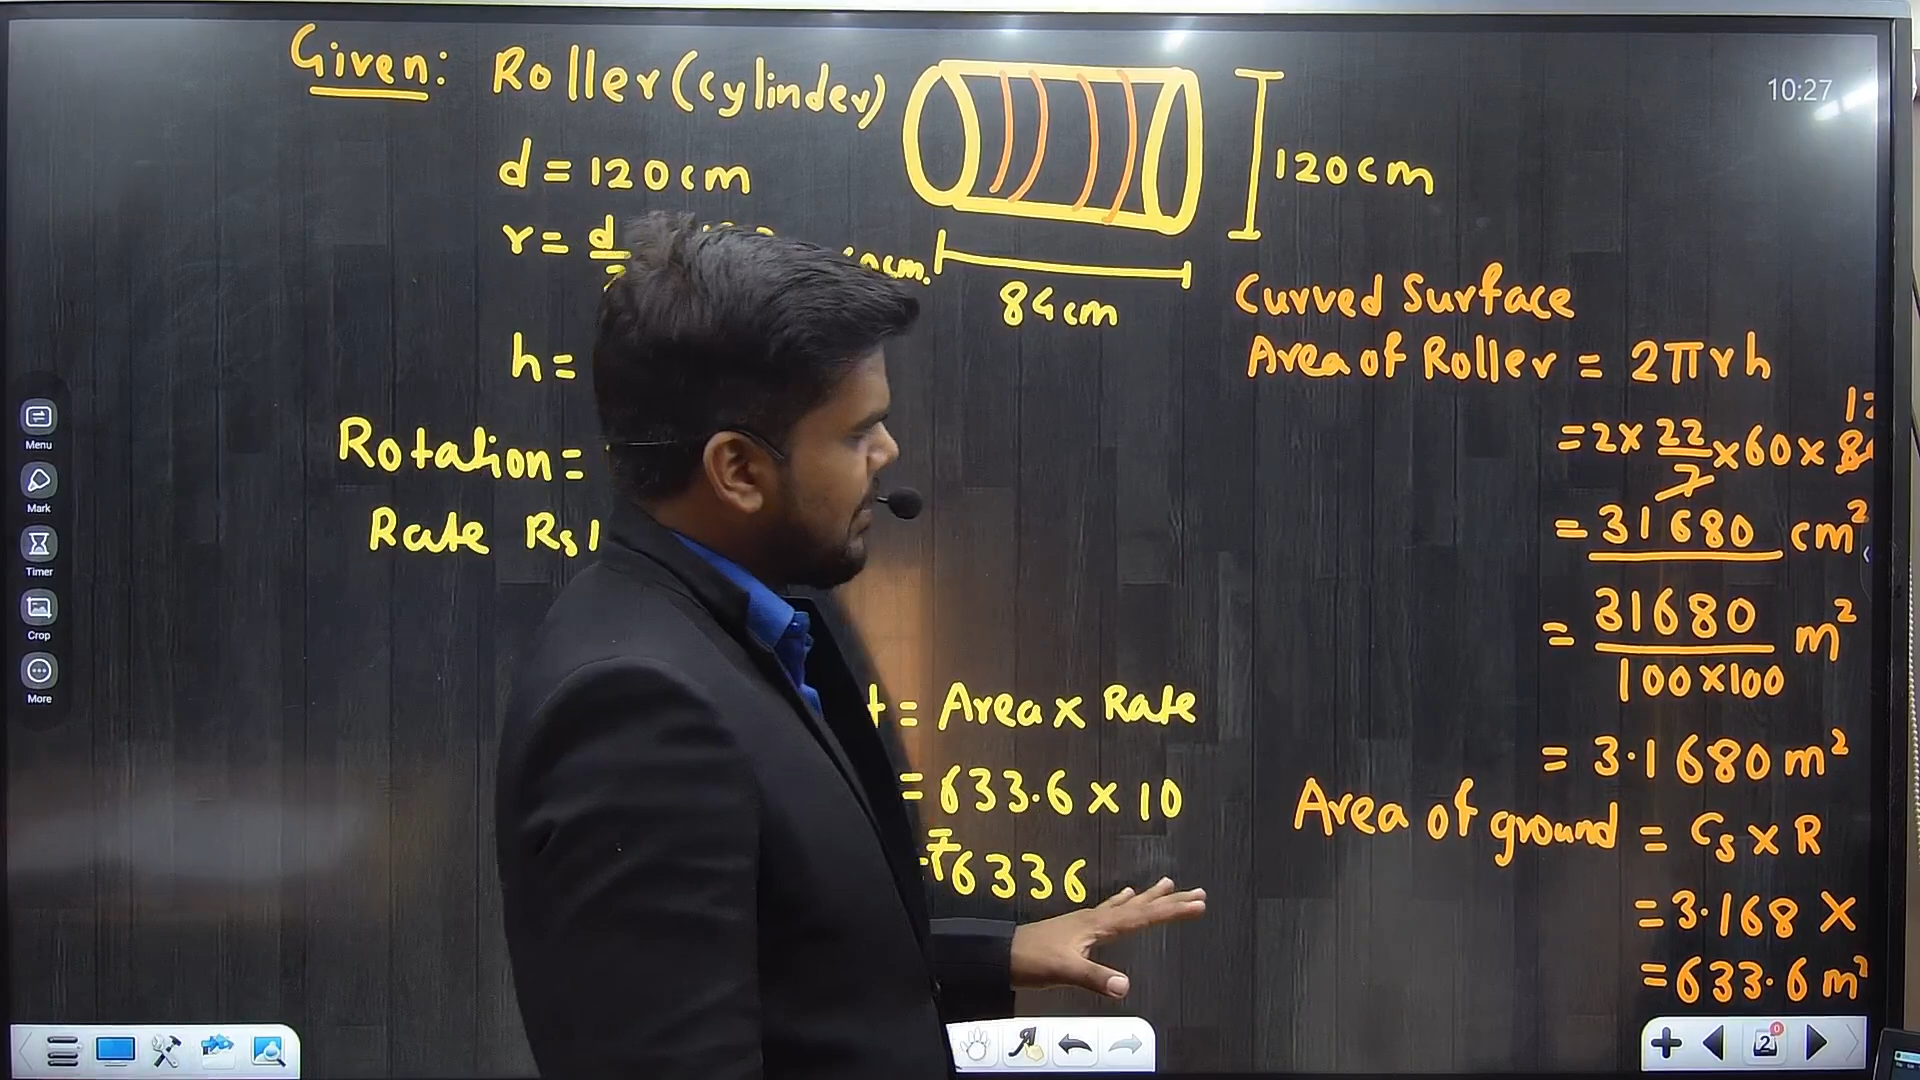 Given: Roller (cylinder)
d = 120cm
r = d
h =
Rotation =
Rate Rs 1
120cm
84cm
Curved Surface
Area of Roller = 2πrh
= 2 × 22/7 × 60 ×
= 31680 cm²
= 31680/100×100 m²
= 3.1680 m²
Area of ground = Cs × R
= 3.168 ×
= 633.6 m²
= Area × Rate
= 633.6 × 10
₹6336
10:27
Menu
Mark
Timer
Crop
More
2
0